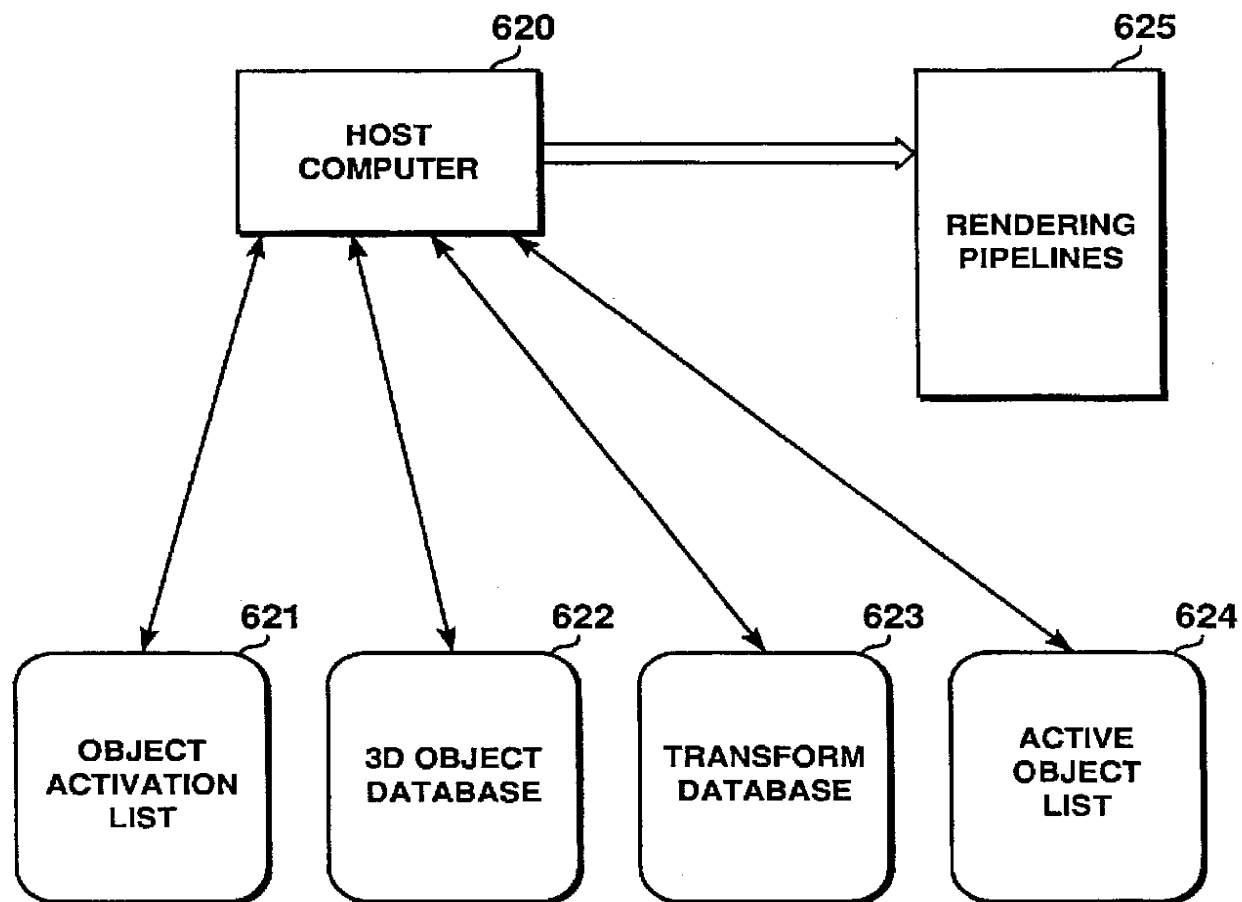 620
625
HOST
COMPUTER
RENDERING
PIPELINES
621
622
623
624
OBJECT
ACTIVATION
LIST
3D OBJECT
DATABASE
TRANSFORM
DATABASE
ACTIVE
OBJECT
LIST